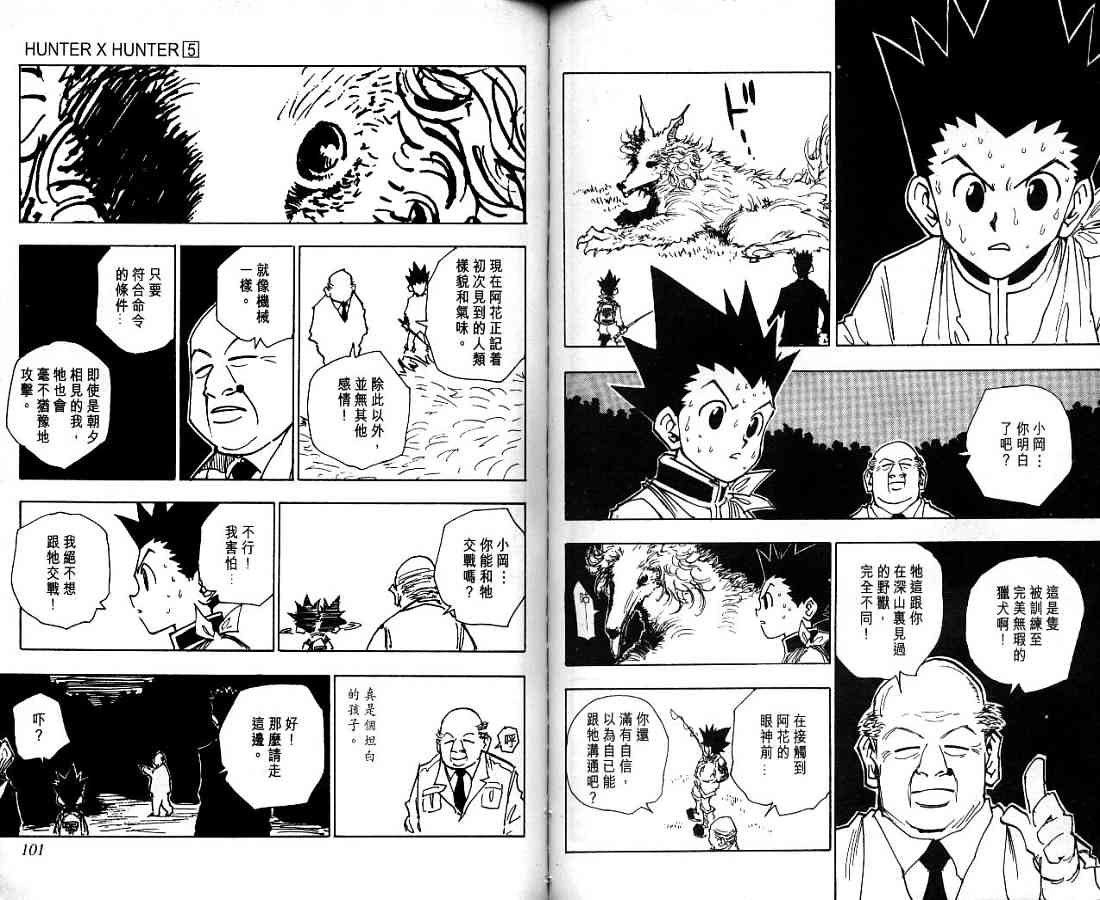 ド…
小岡…
你明白
了吧？
這是隻
被訓練至
完美無瑕的
獵犬啊！
牠這跟你
在深山裏見過
的野獸，
完全不同！
在接觸到
阿花的
眼神前…
你還
滿有自信，
以為自已能
跟牠溝通吧？
HUNTER X HUNTER 5
現在阿花正記着
初次見到的人類
樣貌和氣味。
除此以外，
並無其他
感情！
就像機械
一樣。
只要
符合命令
的條件…
即使是朝夕
相見的我，
牠也會
毫不猶豫地
攻擊。
小岡…
你能和牠
交戰嗎？
不行！
我害怕…
我絕不想
跟牠交戰！
呼
真是個坦白
的孩子。
好！
那麼請走
這邊。
吓？
101